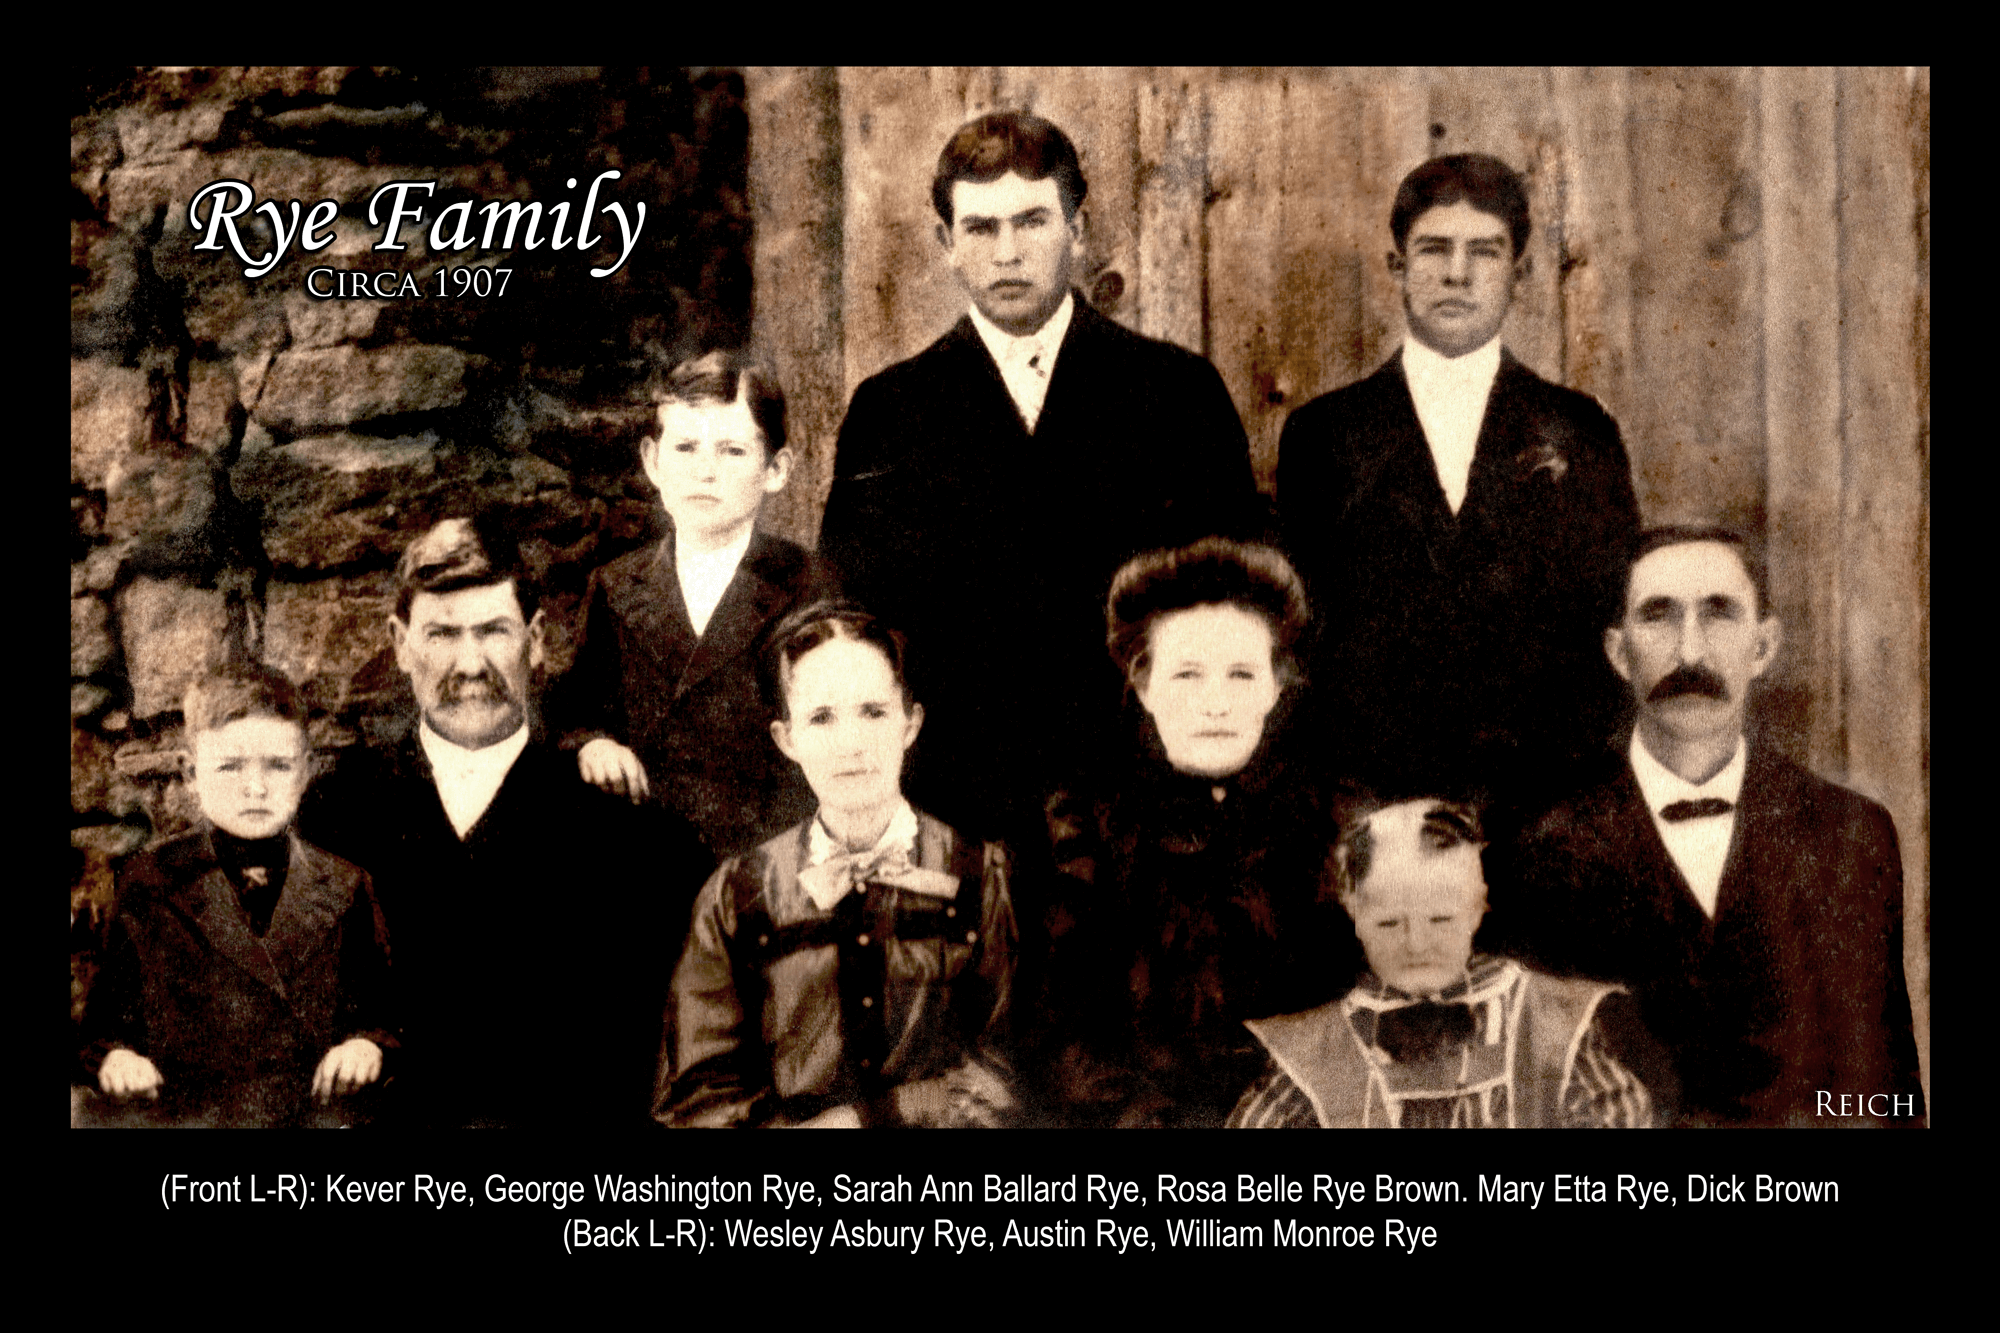 Rye Family
Circa 1907
Reich
(Front L-R): Kever Rye, George Washington Rye, Sarah Ann Ballard Rye, Rosa Belle Rye Brown. Mary Etta Rye, Dick Brown
(Back L-R): Wesley Asbury Rye, Austin Rye, William Monroe Rye